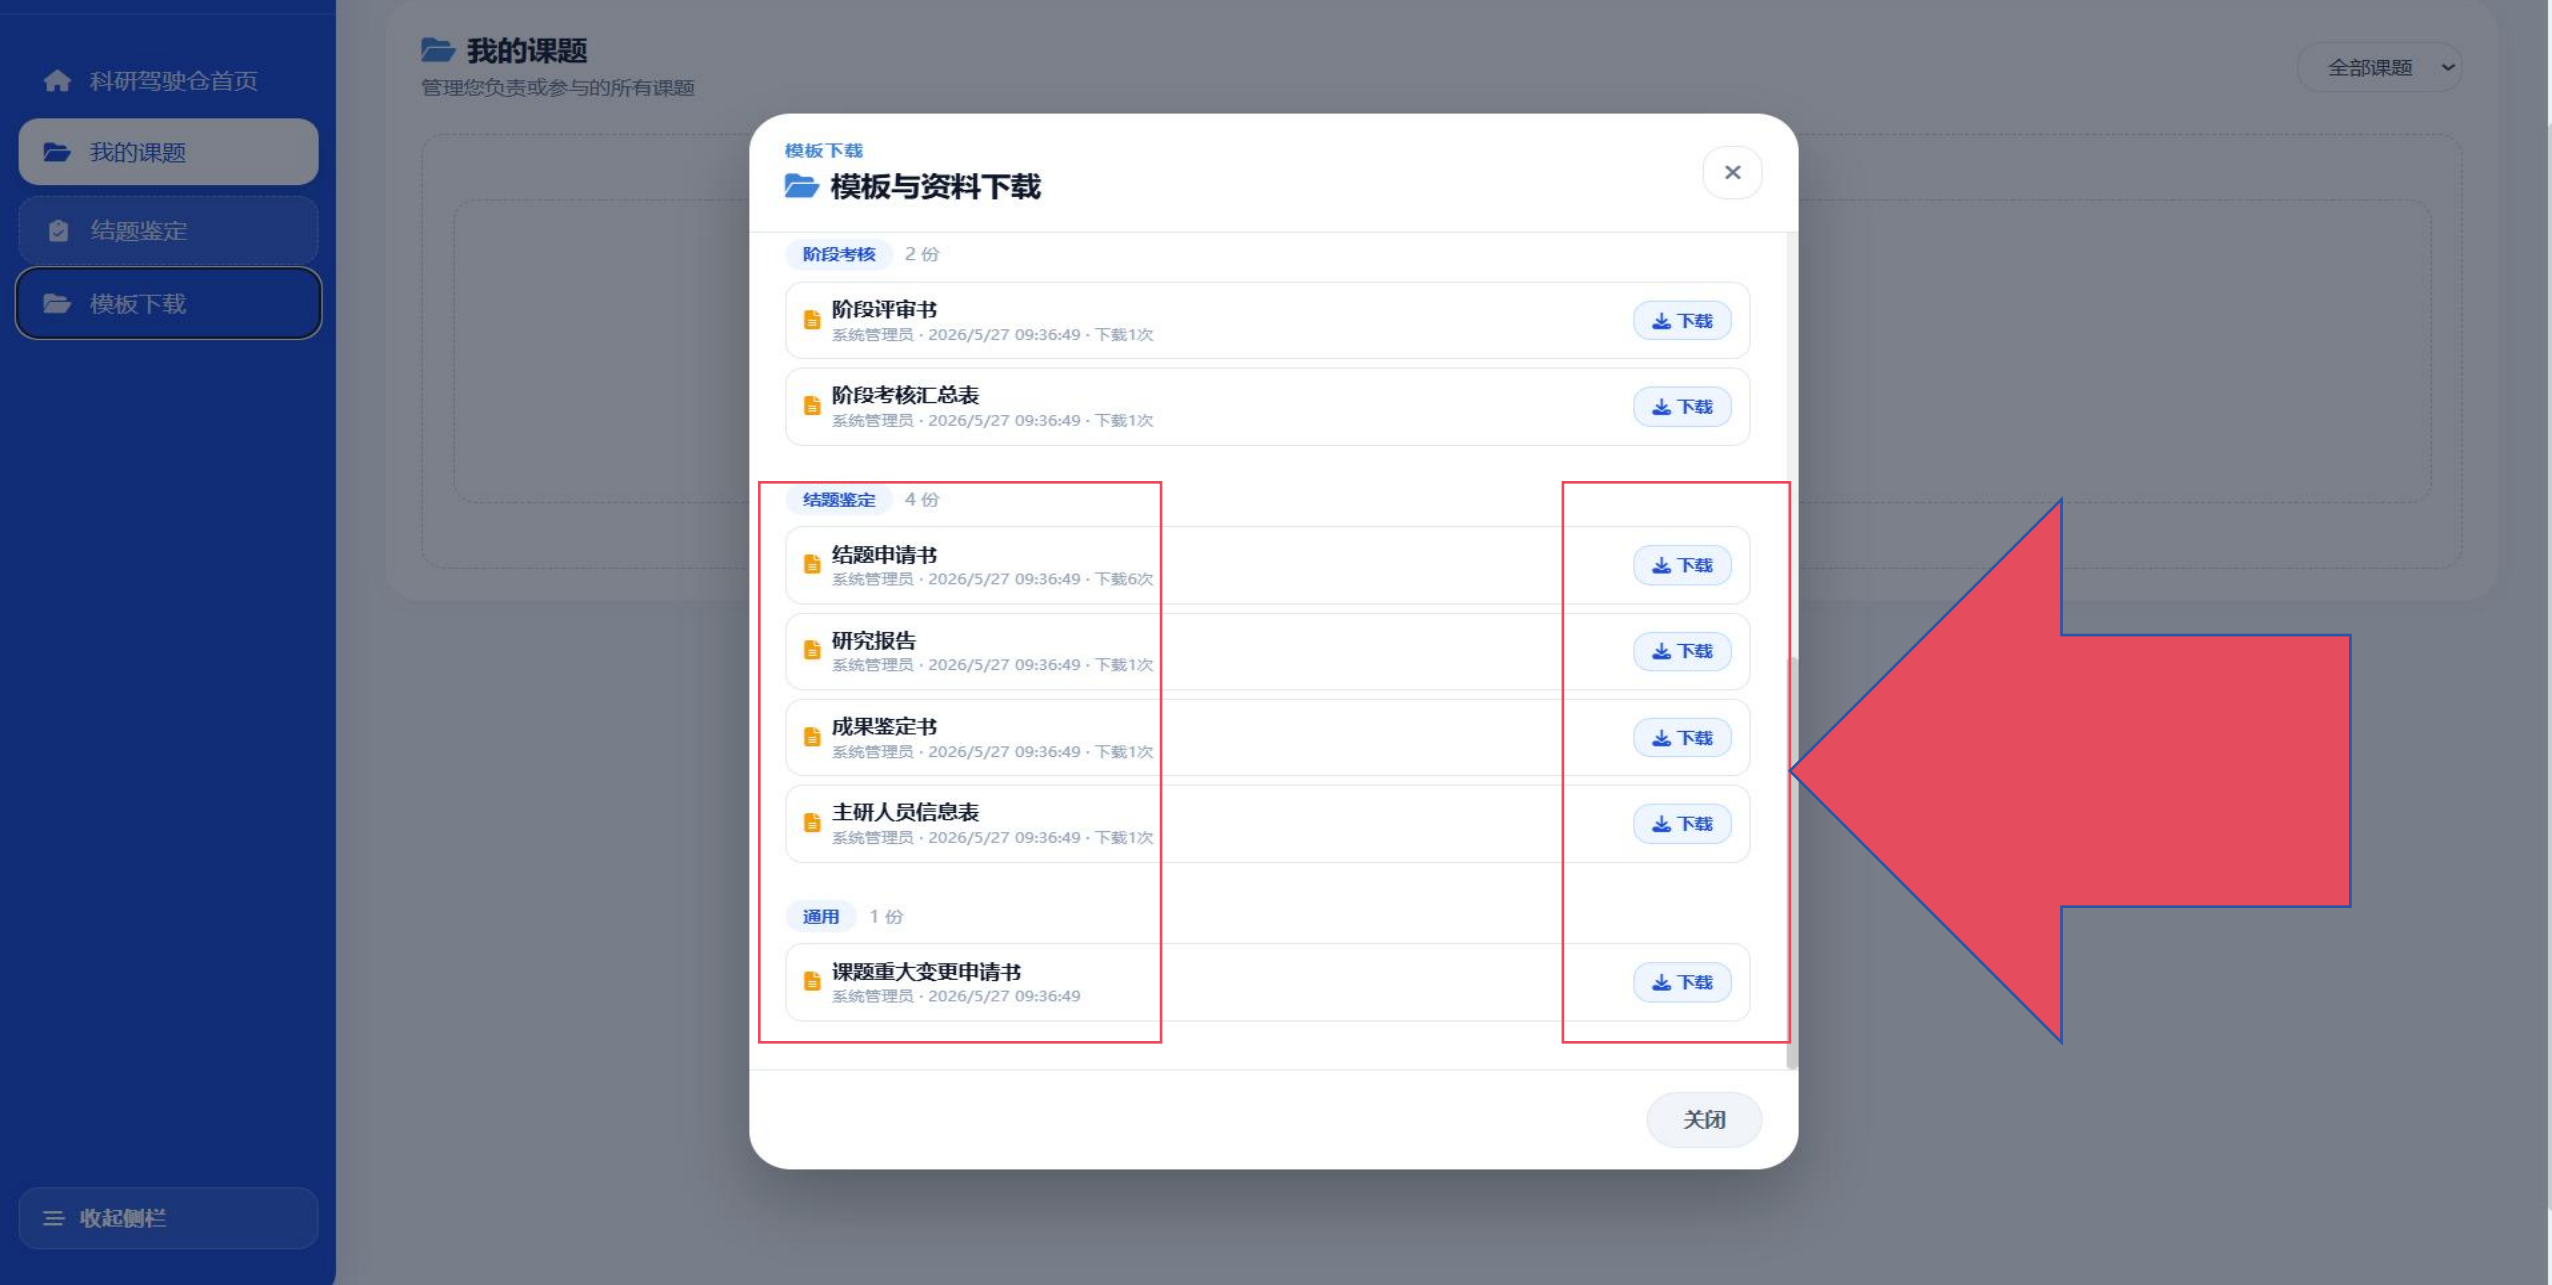 科研驾驶仓首页
我的课题
结题鉴定
模板下载
收起侧栏
我的课题
管理您负责或参与的所有课题
全部课题
模板下载
模板与资料下载
阶段考核 2 份
阶段评审书
系统管理员 · 2026/5/27 09:36:49 · 下载1次
下载
阶段考核汇总表
系统管理员 · 2026/5/27 09:36:49 · 下载1次
下载
结题鉴定 4 份
结题申请书
系统管理员 · 2026/5/27 09:36:49 · 下载6次
下载
研究报告
系统管理员 · 2026/5/27 09:36:49 · 下载1次
下载
成果鉴定书
系统管理员 · 2026/5/27 09:36:49 · 下载1次
下载
主研人员信息表
系统管理员 · 2026/5/27 09:36:49 · 下载1次
下载
通用 1 份
课题重大变更申请书
系统管理员 · 2026/5/27 09:36:49
下载
关闭